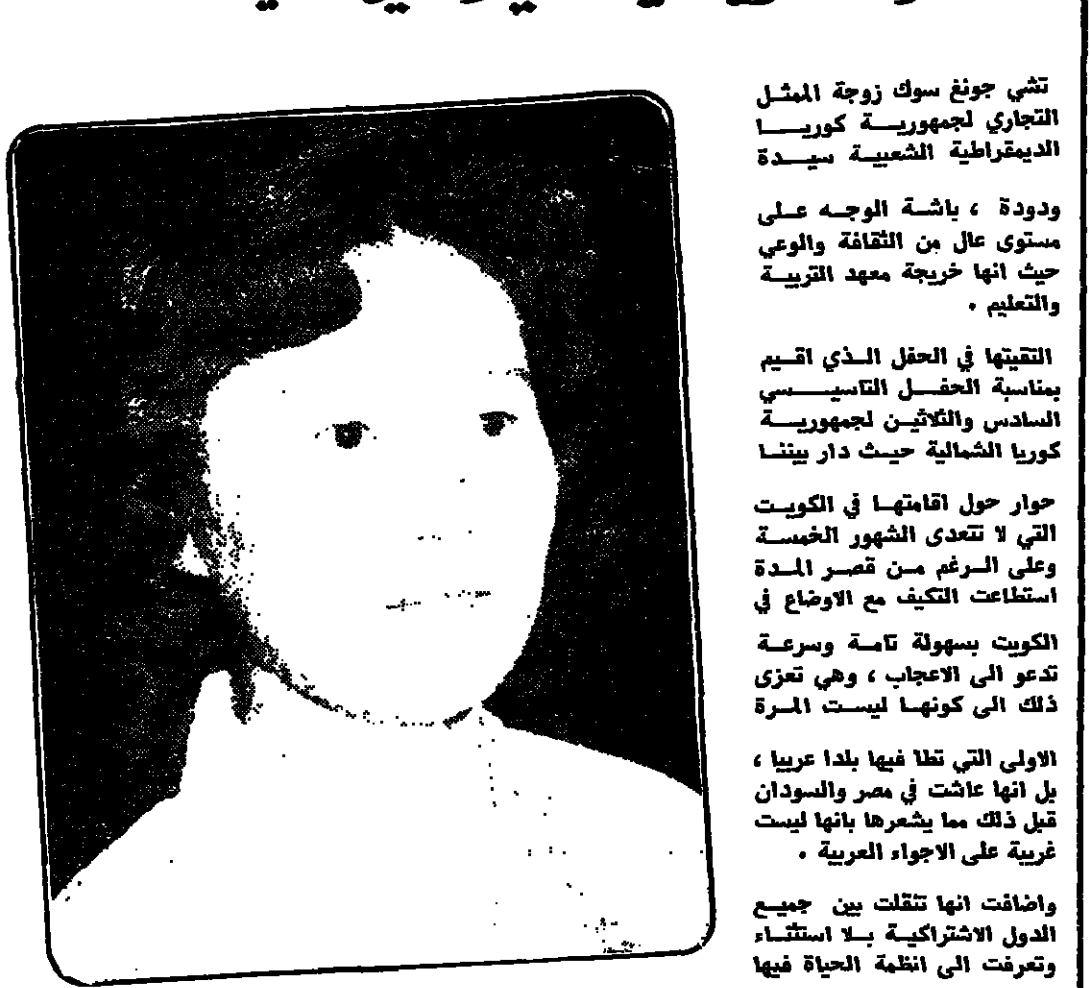 تشي جونغ سوك زوجة الممثل
التجاري لجمهورية كوريا
الديمقراطية الشعبية سيدة
ودودة ، باشة الوجه على
مستوى عال من الثقافة والوعي
حيث انها خريجة معهد التربية
والتعليم .
التقيتها في الحفل الذي اقيم
بمناسبة الحفل التاسيسي
السادس والثلاثين لجمهورية
كوريا الشمالية حيث دار بيننا
حوار حول اقامتها في الكويت
التي لا تتعدى الشهور الخمسة
وعلى الرغم من قصر المدة
استطاعت التكيف مع الاوضاع في
الكويت بسهولة تامة وسرعة
تدعو الى الاعجاب ، وهي تعزى
ذلك الى كونها ليست المرة
الاولى التي تطا فيها بلدا عربيا ،
بل انها عاشت في مصر والسودان
قبل ذلك مما يشعرها بانها ليست
غريبة على الاجواء العربية .
واضافت انها تنقلت بين جميع
الدول الاشتراكية بلا استثناء
وتعرفت الى انظمة الحياة فيها